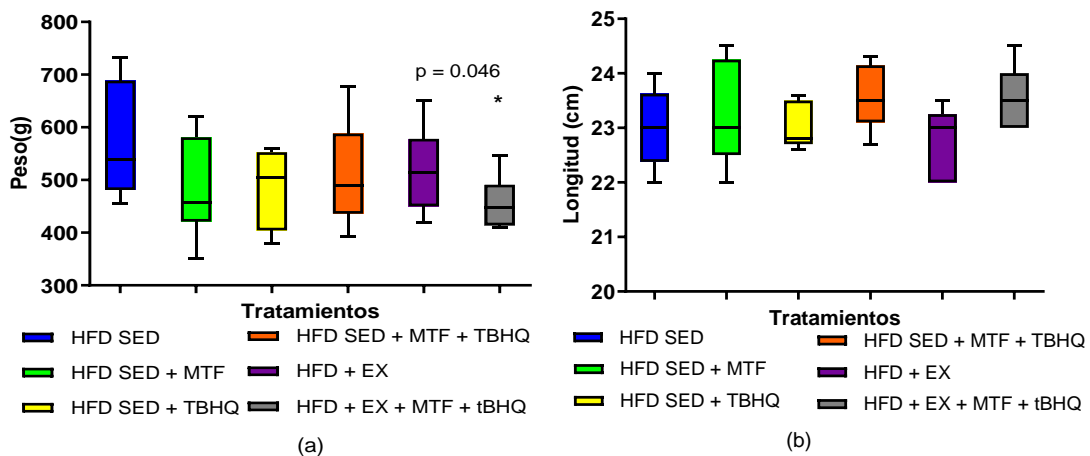 800
700
600
500
400
300
Peso(g)
p = 0.046
*
Tratamientos
HFD SED
HFD SED + MTF
HFD SED + TBHQ
HFD SED + MTF + TBHQ
HFD + EX
HFD + EX + MTF + tBHQ
(a)
25
24
23
22
21
20
Longitud (cm)
Tratamientos
HFD SED
HFD SED + MTF
HFD SED + TBHQ
HFD SED + MTF + TBHQ
HFD + EX
HFD + EX + MTF + tBHQ
(b)